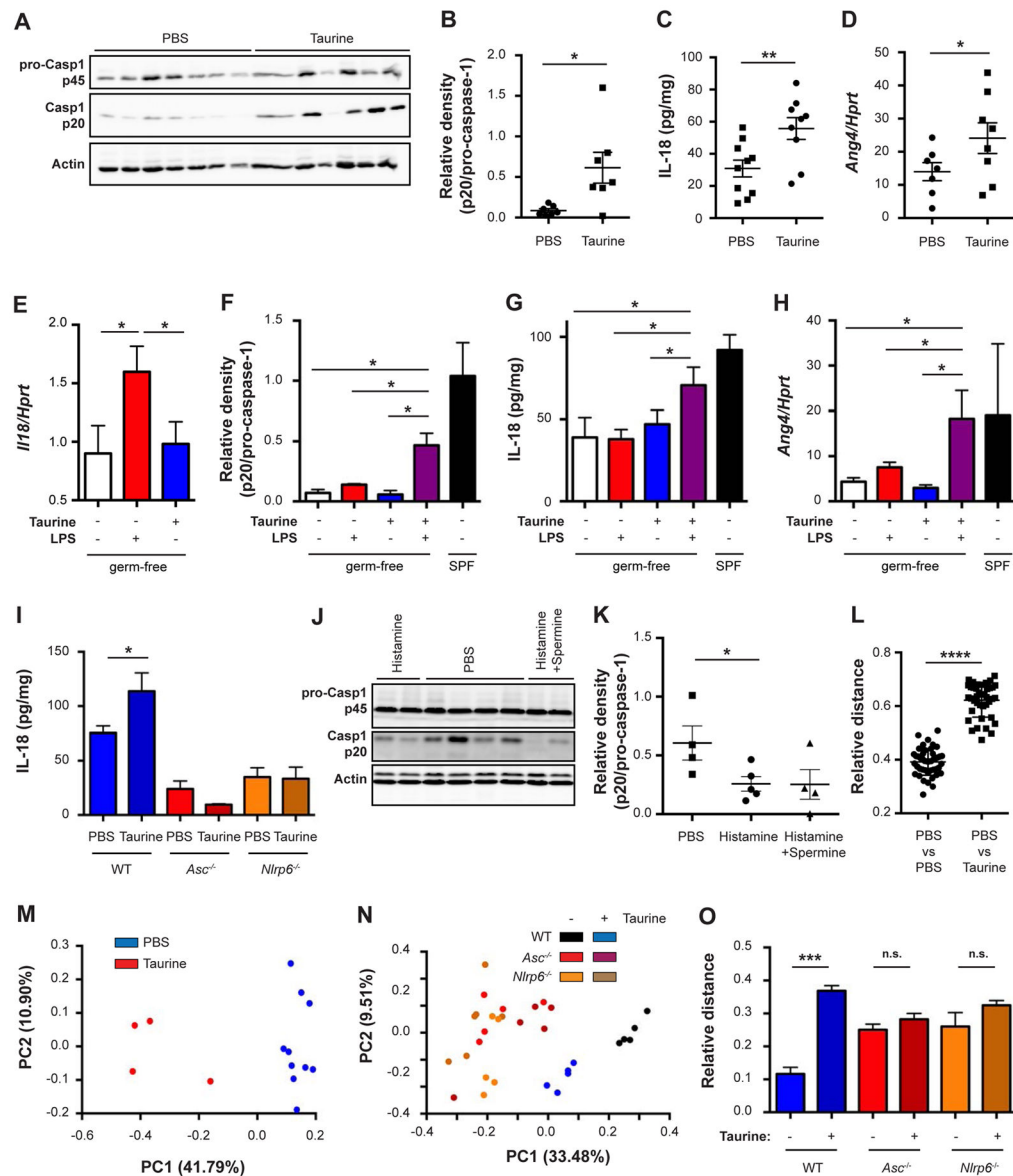 A
PBS Taurine
pro-Casp1
p45
Casp1
p20
Actin
B
Relative density
(p20/pro-caspase-1)
2.0
1.5
1.0
0.5
0.0
*
PBS Taurine
C
IL-18 (pg/mg)
100
80
60
40
20
0
**
PBS Taurine
D
Ang4/Hprt
50
40
30
20
10
0
*
PBS Taurine
E
Il18/Hprt
2.0
1.5
1.0
0.5
* *
Taurine - - +
LPS - + -
germ-free
F
Relative density
(p20/pro-caspase-1)
1.5
1.0
0.5
0.0
*
*
*
- - + + -
- + - + -
germ-free SPF
G
IL-18 (pg/mg)
100
50
0
*
*
*
Taurine - - + + -
LPS - + - + -
germ-free SPF
H
Ang4/Hprt
40
30
20
10
0
*
*
*
Taurine - - + + -
LPS - + - + -
germ-free SPF
I
IL-18 (pg/mg)
150
100
50
0
*
PBS Taurine PBS Taurine PBS Taurine
WT Asc-/- Nlrp6-/-
J
Histamine
PBS
Histamine
+Spermine
pro-Casp1
p45
Casp1
p20
Actin
K
Relative density
(p20/pro-caspase-1)
1.5
1.0
0.5
0.0
*
PBS Histamine Histamine
+Spermine
L
Relative distance
0.8
0.6
0.4
0.2
****
PBS
vs
PBS
PBS
vs
Taurine
M
PBS
Taurine
PC2 (10.90%)
0.3
0.2
0.1
0.0
-0.1
-0.2
-0.6 -0.4 -0.2 0.0 0.2
PC1 (41.79%)
N
- + Taurine
WT
Asc-/-
Nlrp6-/-
PC2 (9.51%)
0.4
0.2
0.0
-0.2
-0.4
-0.4 -0.2 0.0 0.2 0.4
PC1 (33.48%)
O
Relative distance
0.5
0.4
0.3
0.2
0.1
0.0
*** n.s. n.s.
Taurine: - + - + - +
WT Asc-/- Nlrp6-/-